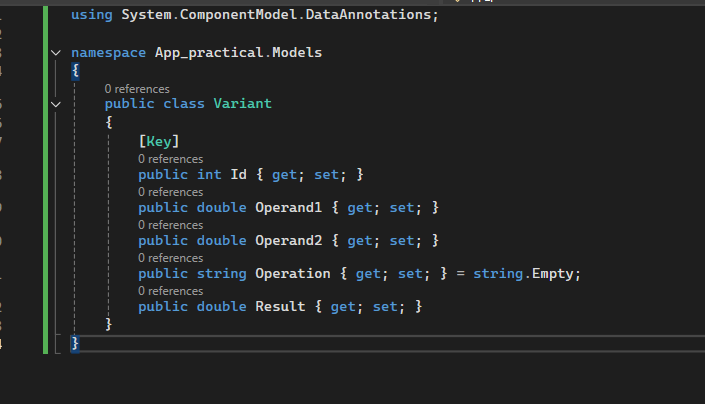 using System.ComponentModel.DataAnnotations;
namespace App_practical.Models
{
0 references
public class Variant
{
[Key]
0 references
public int Id { get; set; }
0 references
public double Operand1 { get; set; }
0 references
public double Operand2 { get; set; }
0 references
public string Operation { get; set; } = string.Empty;
0 references
public double Result { get; set; }
}
}